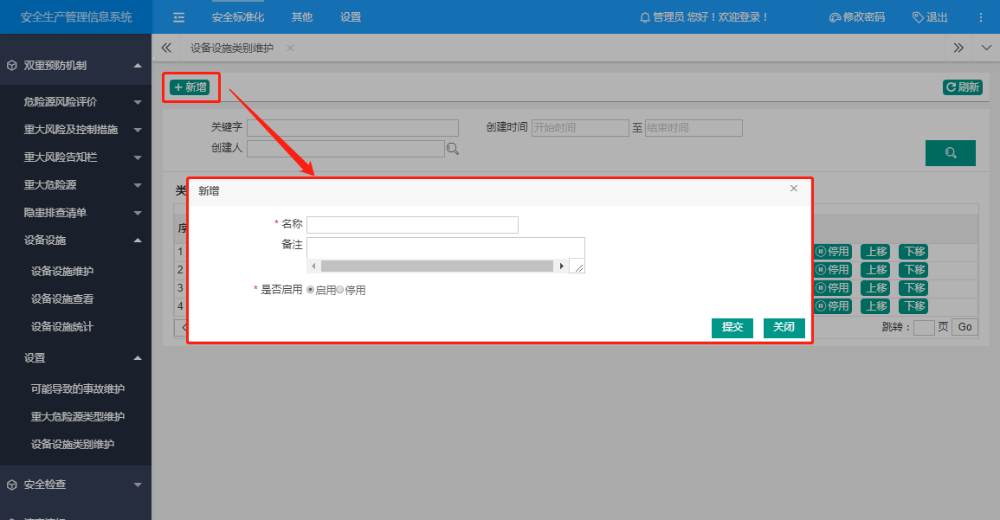 安全生产管理信息系统
安全标准化 其他 设置
管理员 您好！欢迎登录！ 修改密码 退出
设备设施类别维护
双重预防机制
危险源风险评价
重大风险及控制措施
重大风险告知栏
重大危险源
隐患排查清单
设备设施
设备设施维护
设备设施查看
设备设施统计
设置
可能导致的事故维护
重大危险源类型维护
设备设施类别维护
安全检查
新增 刷新
关键字 创建时间 开始时间 至 结束时间
创建人
类
序
1 停用 上移 下移
2 停用 上移 下移
3 停用 上移 下移
4 停用 上移 下移
跳转： 页 Go
新增
* 名称
备注
* 是否启用 启用 停用
提交 关闭